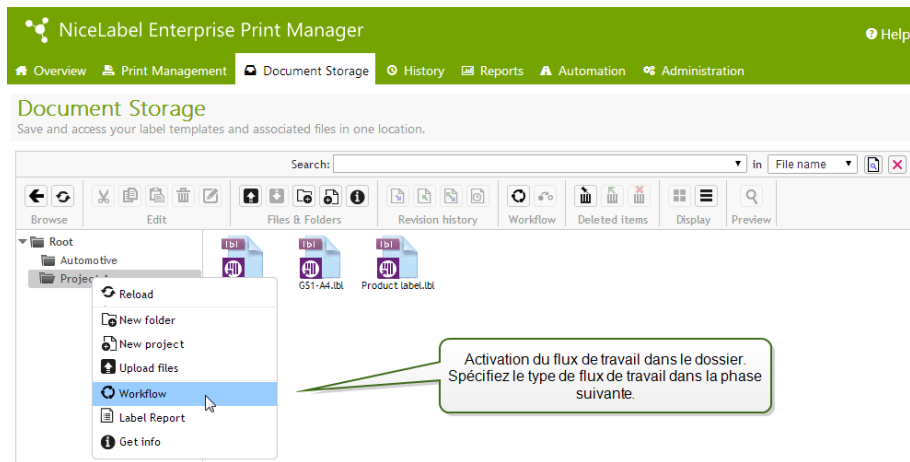 NiceLabel Enterprise Print Manager
Help
Overview Print Management Document Storage History Reports Automation Administration
Document Storage
Save and access your label templates and associated files in one location.
Search: in File name
Browse Edit Files & Folders Revision history Workflow Deleted items Display Preview
Root
Automotive
lbl lbl lbl
GS1-A4.lbl Product label.lbl
Reload
New folder
New project
Upload files
Workflow
Label Report
Get info
Activation du flux de travail dans le dossier.
Spécifiez le type de flux de travail dans la phase
suivante.